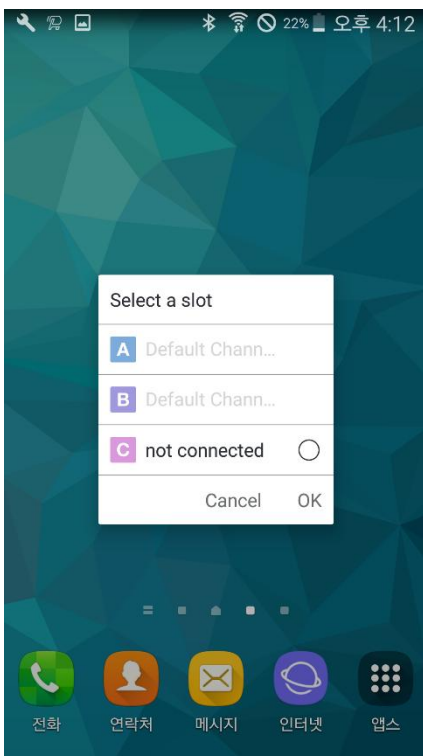 22% 오후 4:12
Select a slot
A Default Chann...
B Default Chann...
C not connected
Cancel OK
전화 연락처 메시지 인터넷 앱스